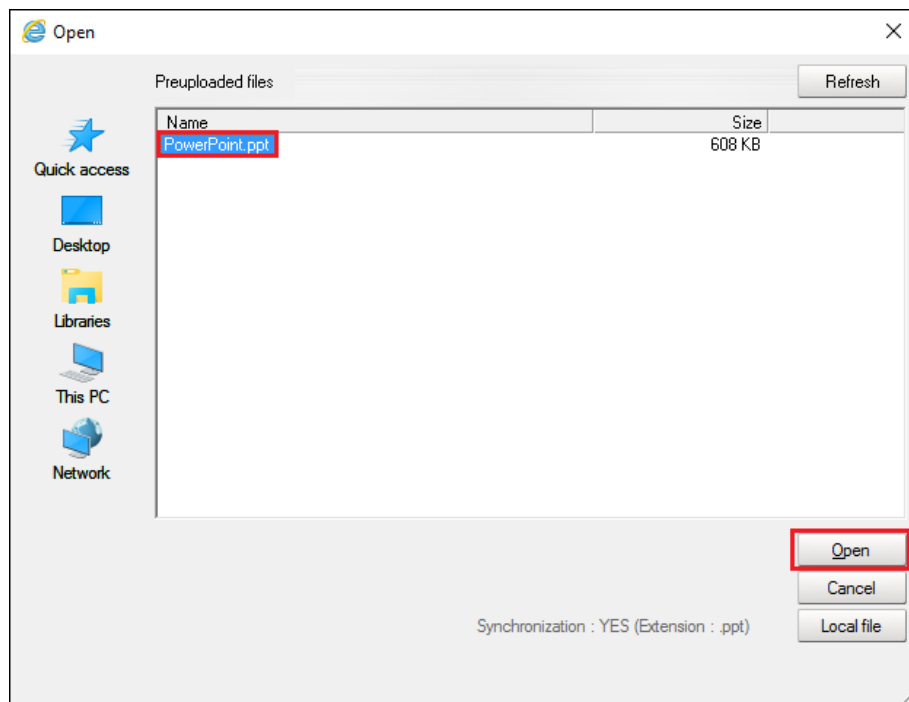 Open
Preuploaded files
Refresh
Name Size
PowerPoint.ppt 608 KB
Quick access
Desktop
Libraries
This PC
Network
Open
Cancel
Synchronization : YES (Extension : .ppt)
Local file